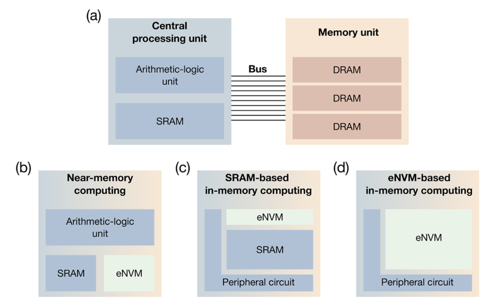 (a)
Central
processing unit
Memory unit
Arithmetic-logic
unit
Bus
SRAM
DRAM
DRAM
DRAM
(b)
Near-memory
computing
Arithmetic-logic
unit
SRAM
eNVM
(c)
SRAM-based
in-memory computing
eNVM
SRAM
Peripheral circuit
(d)
eNVM-based
in-memory computing
eNVM
Peripheral circuit